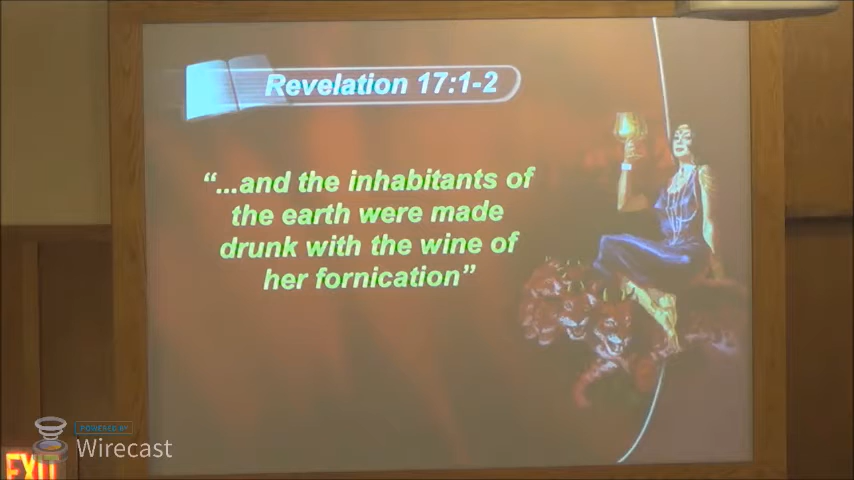 Revelation 17:1-2
“...and the inhabitants of
the earth were made
drunk with the wine of
her fornication”
POWERED BY
Wirecast
EXIT